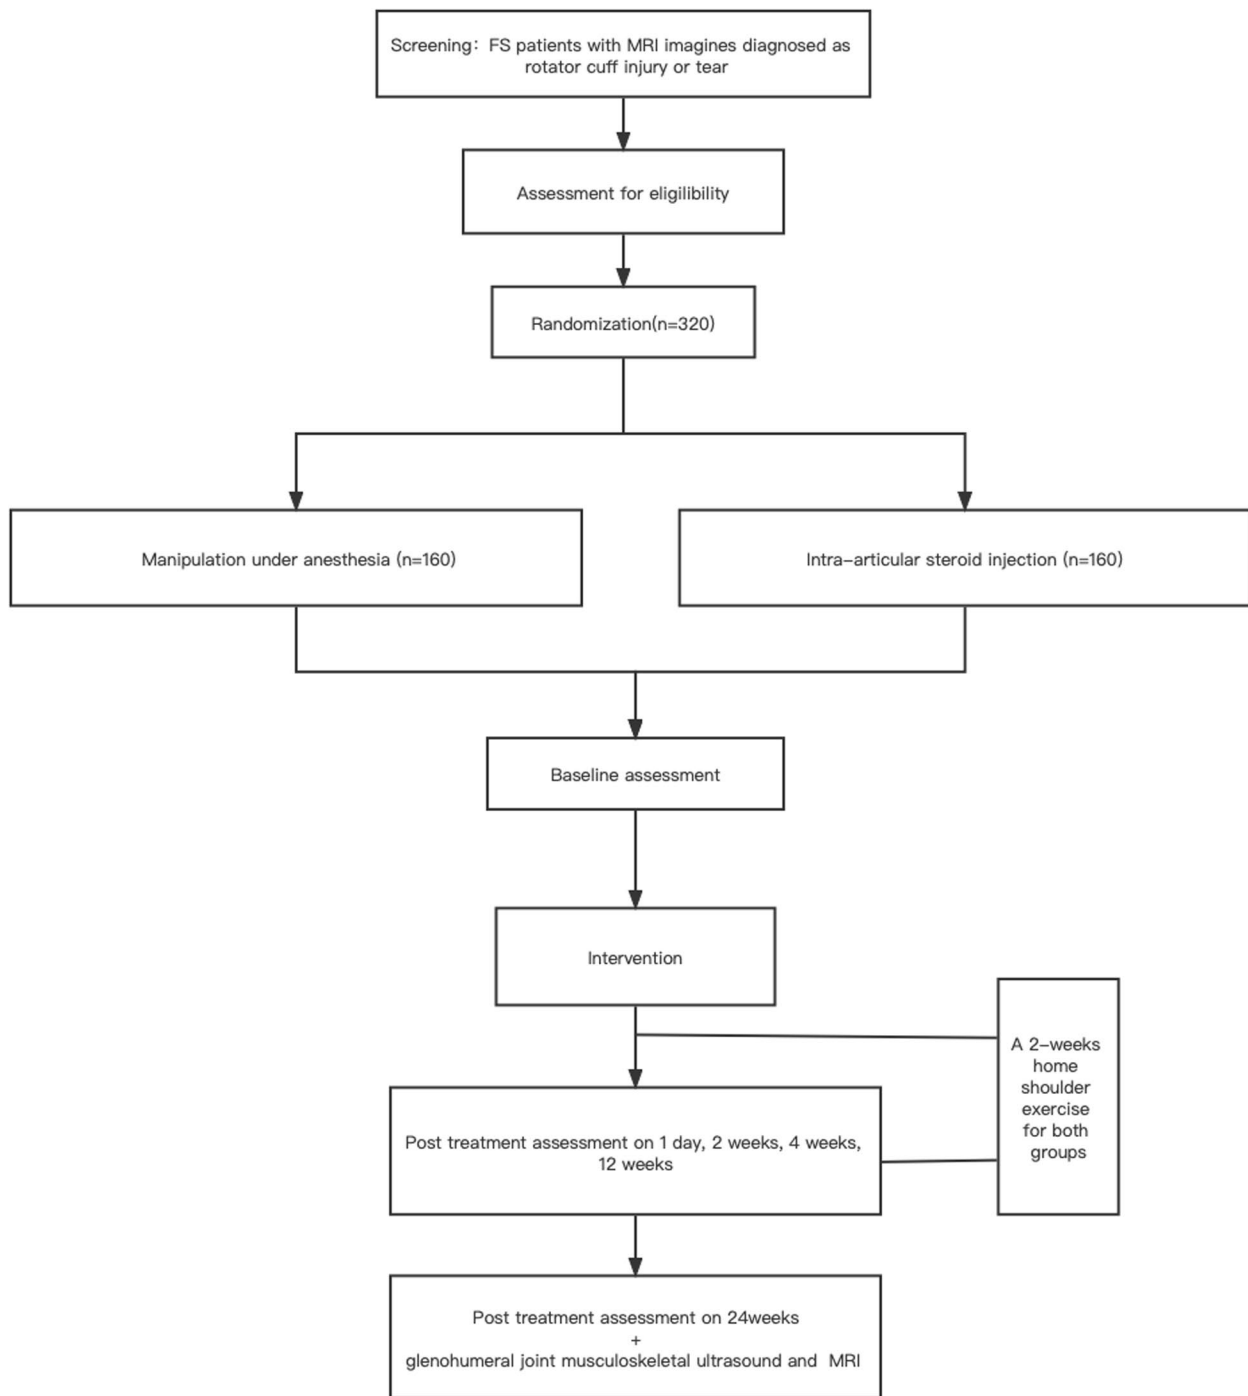 Screening: FS patients with MRI imagines diagnosed as
rotator cuff injury or tear
Assessment for eligilibility
Randomization(n=320)
Manipulation under anesthesia (n=160)
Intra-articular steroid injection (n=160)
Baseline assessment
Intervention
A 2-weeks
home
shoulder
exercise
for both
groups
Post treatment assessment on 1 day, 2 weeks, 4 weeks,
12 weeks
Post treatment assessment on 24weeks
+
glenohumeral joint musculoskeletal ultrasound and MRI